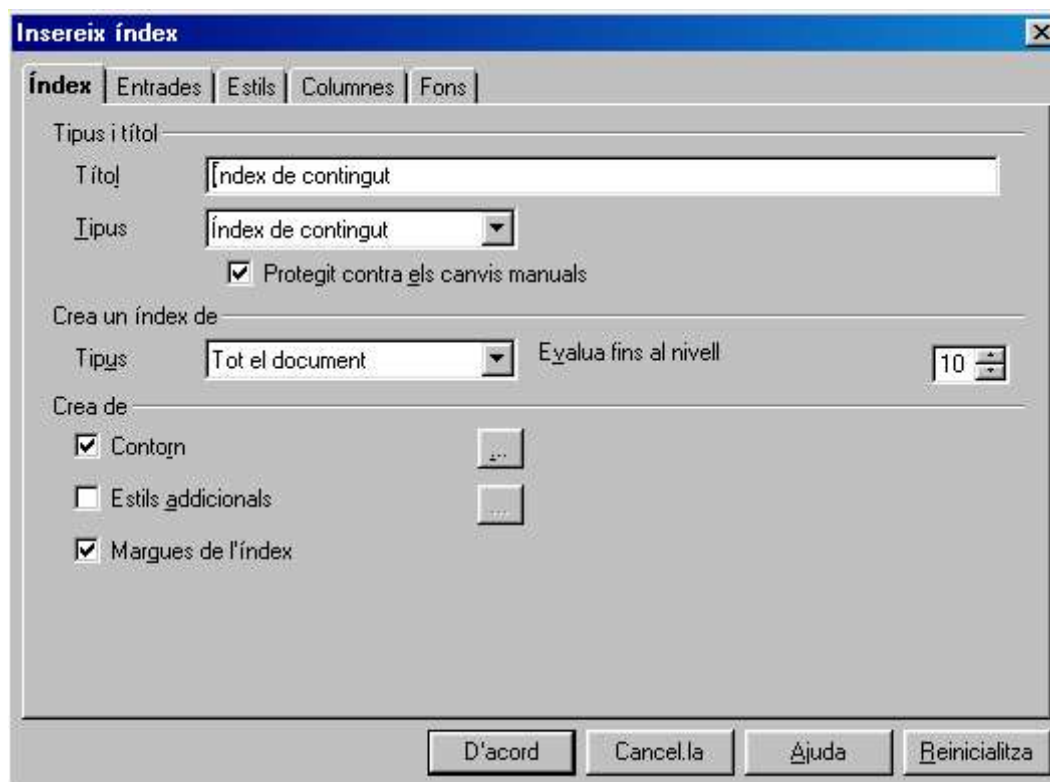 Insereix índex
Índex Entrades Estils Columnes Fons
Tipus i títol
Títol Índex de contingut
Tipus Índex de contingut
Protegit contra els canvis manuals
Crea un índex de
Tipus Tot el document Evalua fins al nivell 10
Crea de
Contorn ...
Estils addicionals ...
Margues de l'índex
D'acord Cancel.la Ajuda Reinicialitza